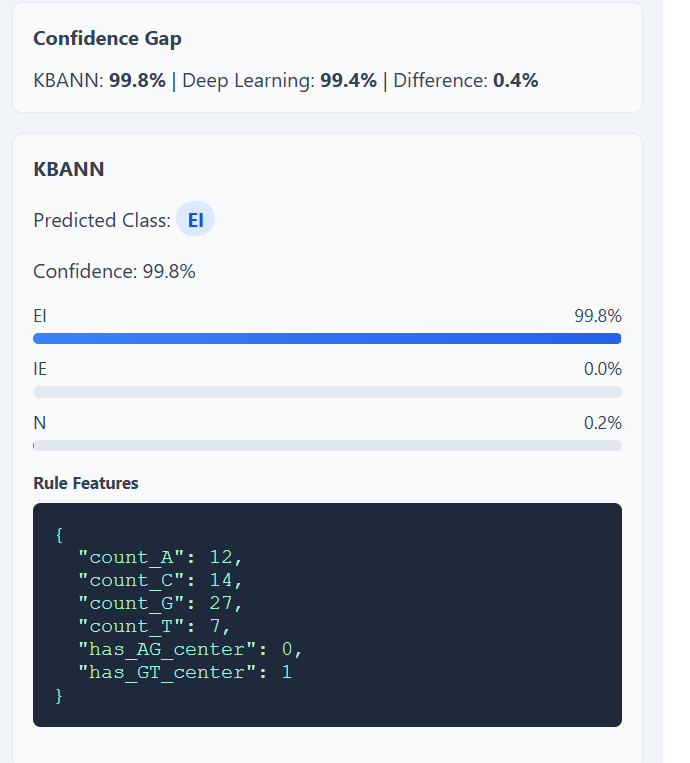 Confidence Gap
KBANN: 99.8% | Deep Learning: 99.4% | Difference: 0.4%
KBANN
Predicted Class: EI
Confidence: 99.8%
EI 99.8%
IE 0.0%
N 0.2%
Rule Features
{
  "count_A": 12,
  "count_C": 14,
  "count_G": 27,
  "count_T": 7,
  "has_AG_center": 0,
  "has_GT_center": 1
}